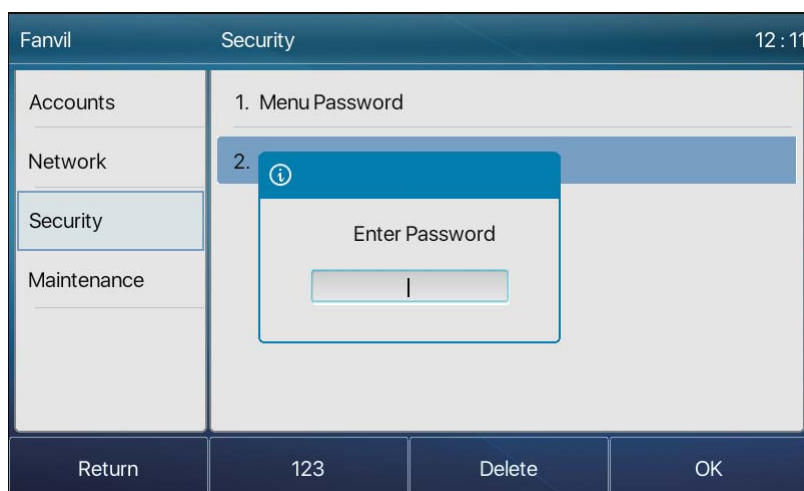 Fanvil Security 12 : 11
Accounts
Network
Security
Maintenance
1. Menu Password
2.
Enter Password
Return 123 Delete OK